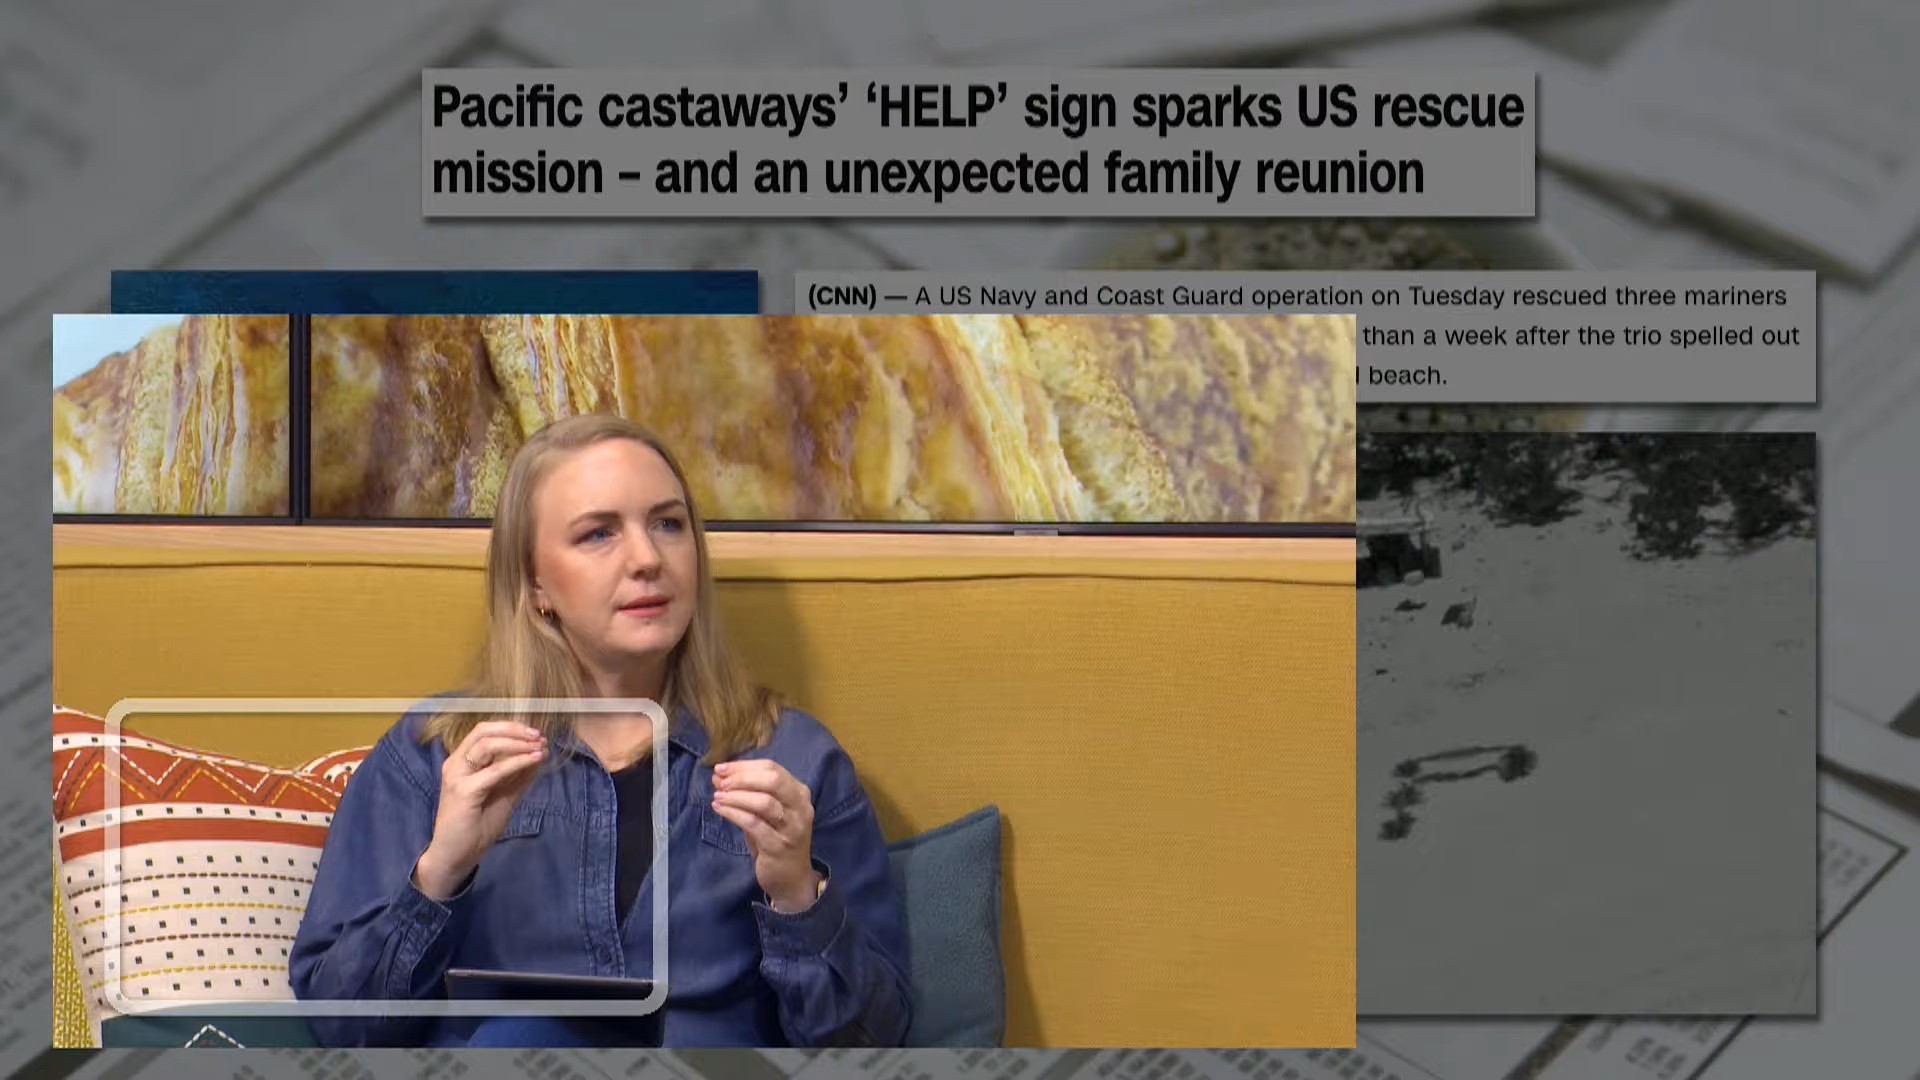 Pacific castaways’ ‘HELP’ sign sparks US rescue
mission – and an unexpected family reunion
(CNN) — A US Navy and Coast Guard operation on Tuesday rescued three mariners
than a week after the trio spelled out
beach.